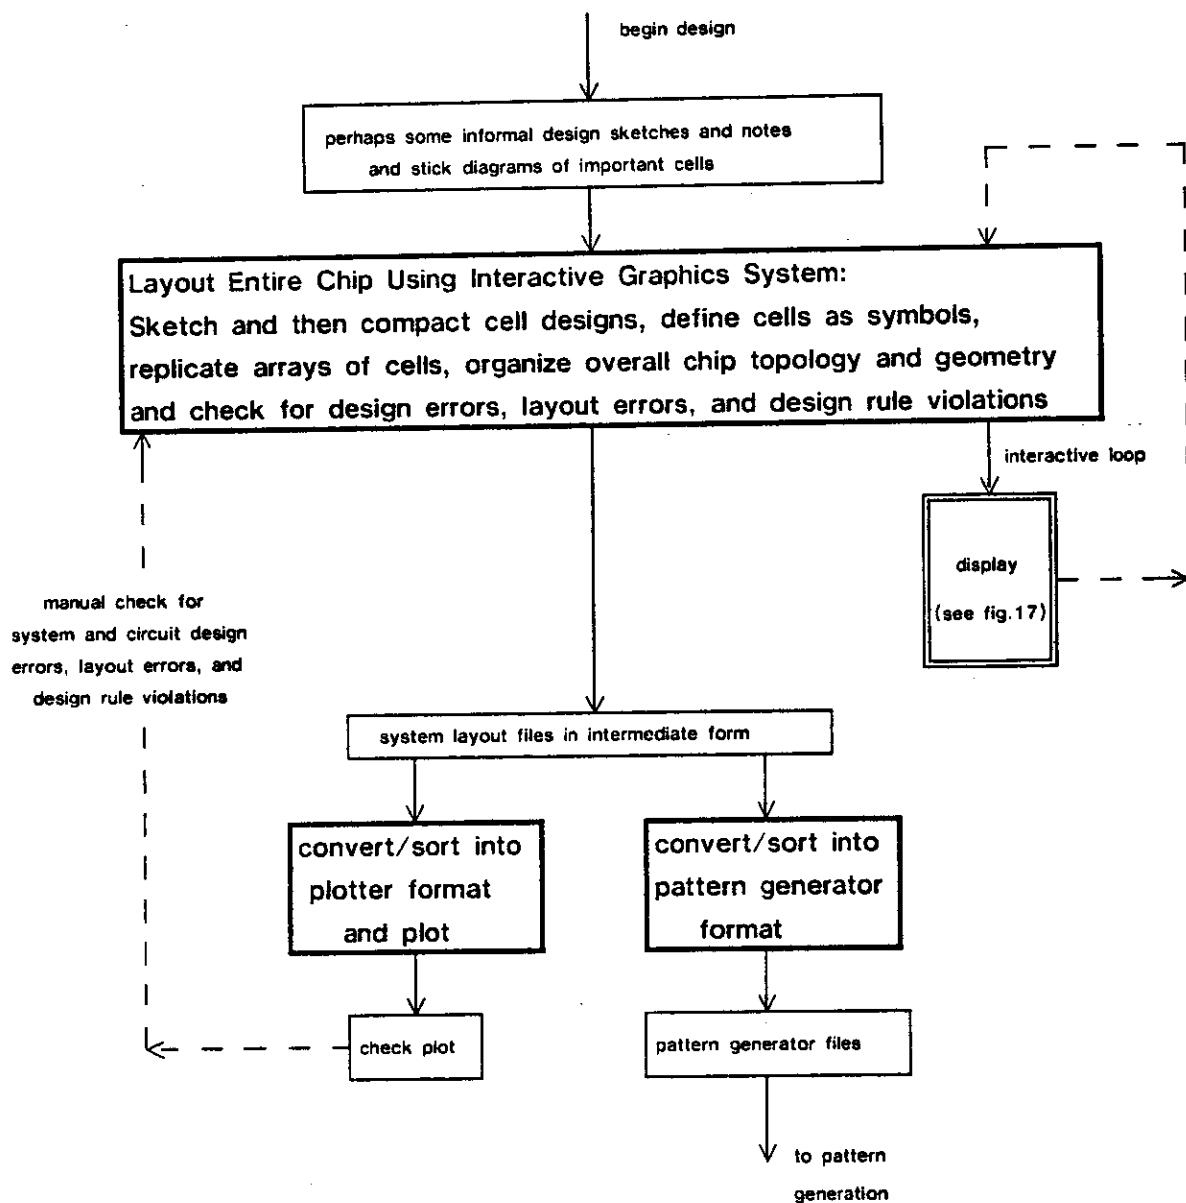 begin design
perhaps some informal design sketches and notes
and stick diagrams of important cells
Layout Entire Chip Using Interactive Graphics System:
Sketch and then compact cell designs, define cells as symbols,
replicate arrays of cells, organize overall chip topology and geometry
and check for design errors, layout errors, and design rule violations
interactive loop
display
(see fig.17)
manual check for
system and circuit design
errors, layout errors, and
design rule violations
system layout files in intermediate form
convert/sort into
plotter format
and plot
convert/sort into
pattern generator
format
check plot
pattern generator files
to pattern
generation